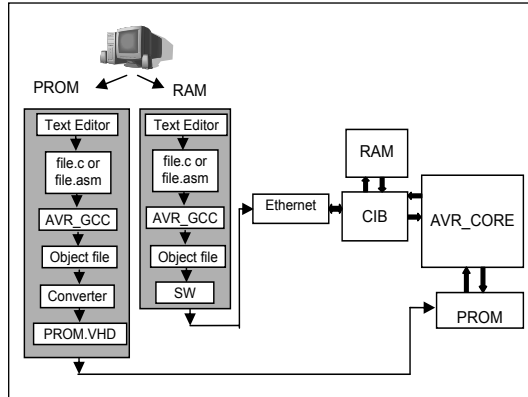 PROM
RAM
Text Editor
file.c or
file.asm
AVR_GCC
Object file
Converter
PROM.VHD
Text Editor
file.c or
file.asm
AVR_GCC
Object file
SW
Ethernet
RAM
CIB
AVR_CORE
PROM